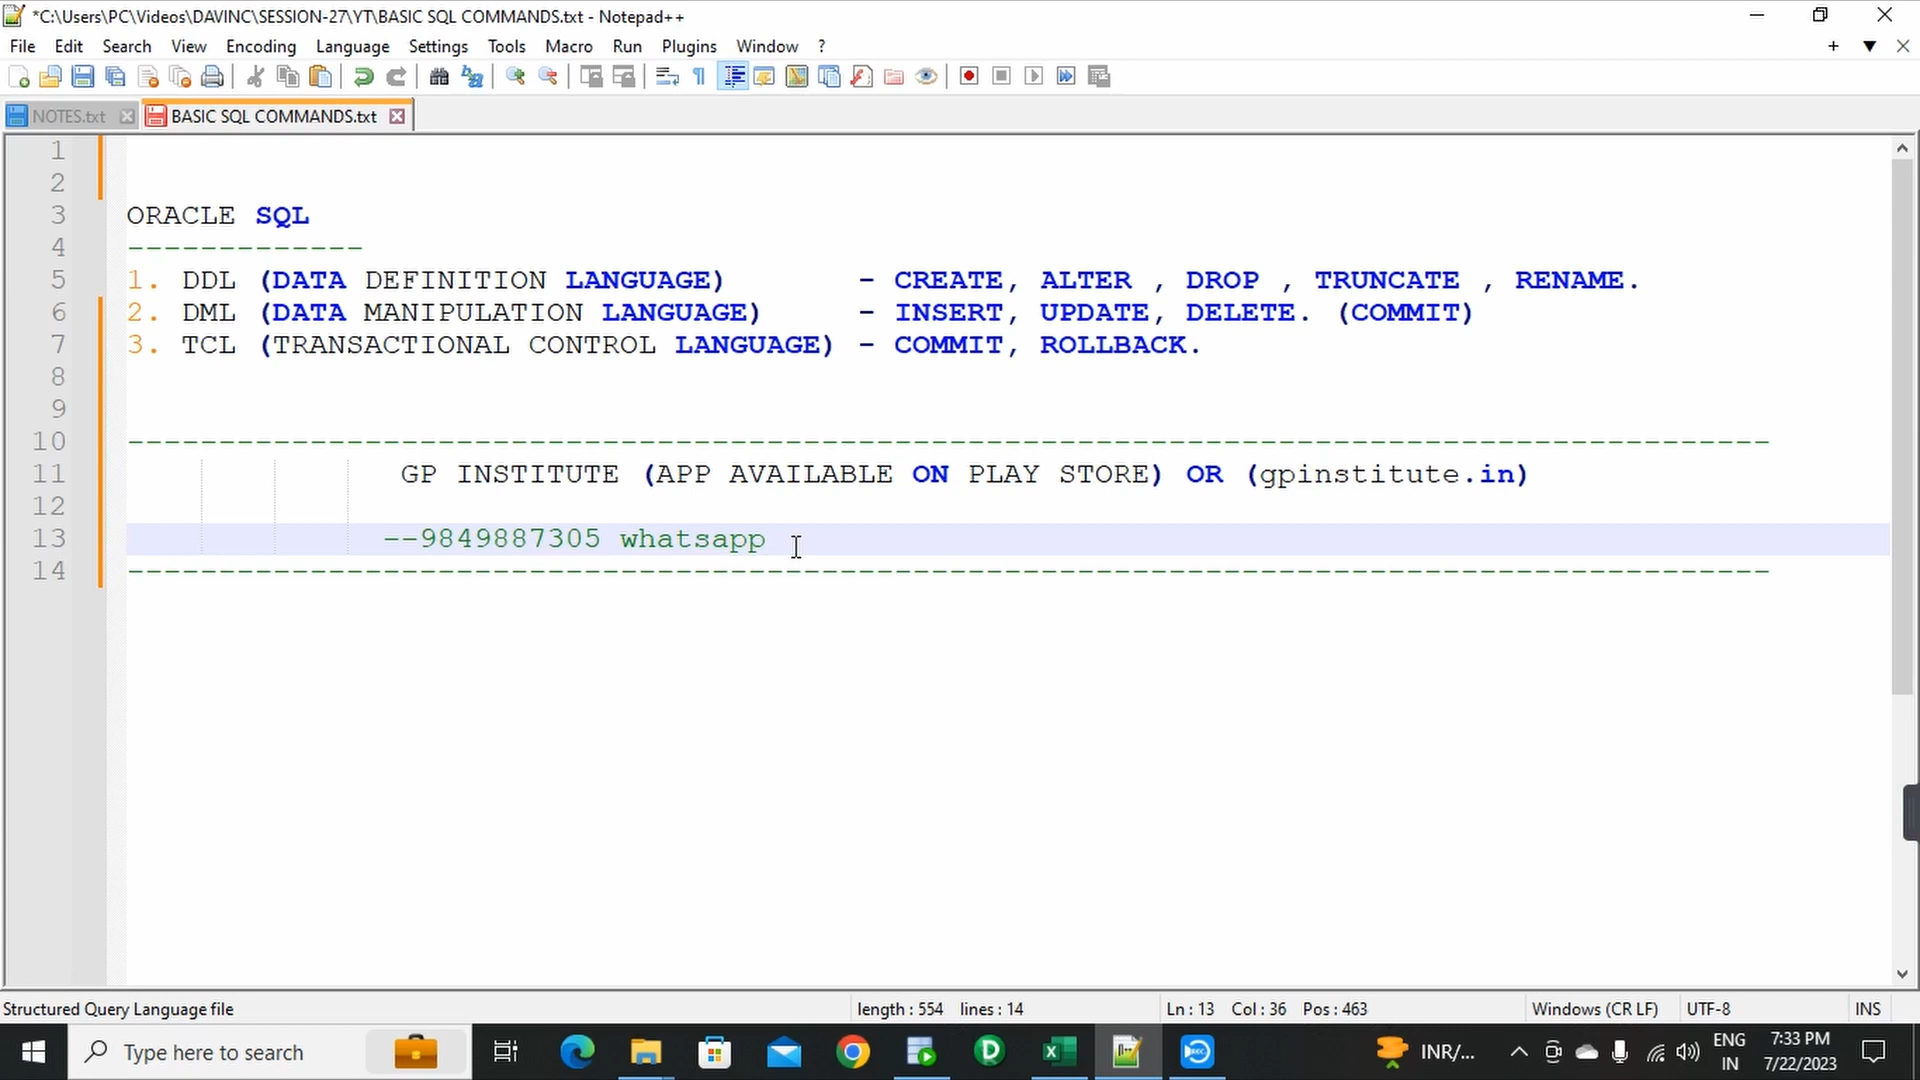 *C:\Users\PC\Videos\DAVINC\SESSION-27\YT\BASIC SQL COMMANDS.txt - Notepad++
File Edit Search View Encoding Language Settings Tools Macro Run Plugins Window ?
NOTES.txt BASIC SQL COMMANDS.txt
1
2
3 ORACLE SQL
4 -------------
5 1. DDL (DATA DEFINITION LANGUAGE) - CREATE, ALTER , DROP , TRUNCATE , RENAME.
6 2. DML (DATA MANIPULATION LANGUAGE) - INSERT, UPDATE, DELETE. (COMMIT)
7 3. TCL (TRANSACTIONAL CONTROL LANGUAGE) - COMMIT, ROLLBACK.
8
9
10 ------------------------------------------------------------------------------------------
11 GP INSTITUTE (APP AVAILABLE ON PLAY STORE) OR (gpinstitute.in)
12
13 --9849887305 whatsapp
14 ------------------------------------------------------------------------------------------
Structured Query Language file length : 554 lines : 14 Ln : 13 Col : 36 Pos : 463 Windows (CR LF) UTF-8 INS
Type here to search INR/... ENG 7:33 PM
IN 7/22/2023